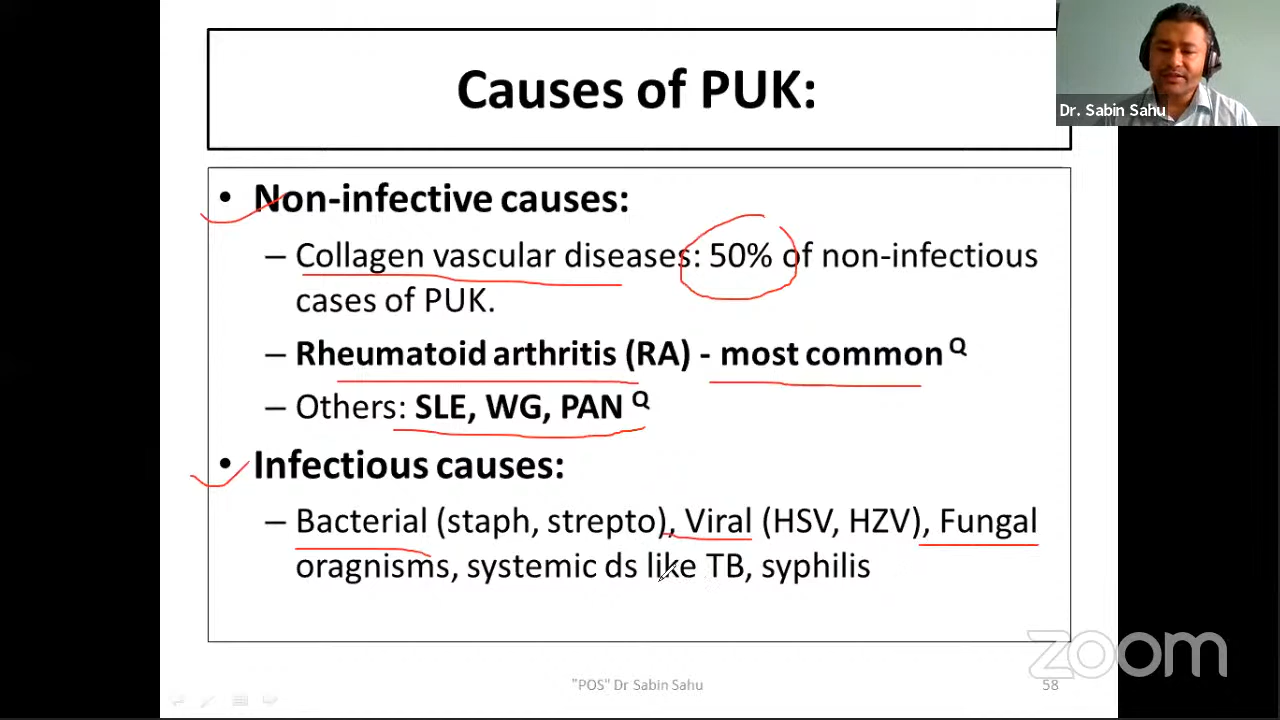 Causes of PUK:
Dr. Sabin Sahu
• Non-infective causes:
– Collagen vascular diseases: 50% of non-infectious
cases of PUK.
– Rheumatoid arthritis (RA) - most common Q
– Others: SLE, WG, PAN Q
• Infectious causes:
– Bacterial (staph, strepto), Viral (HSV, HZV), Fungal
oragnisms, systemic ds like TB, syphilis
zoom
"POS" Dr Sabin Sahu
58